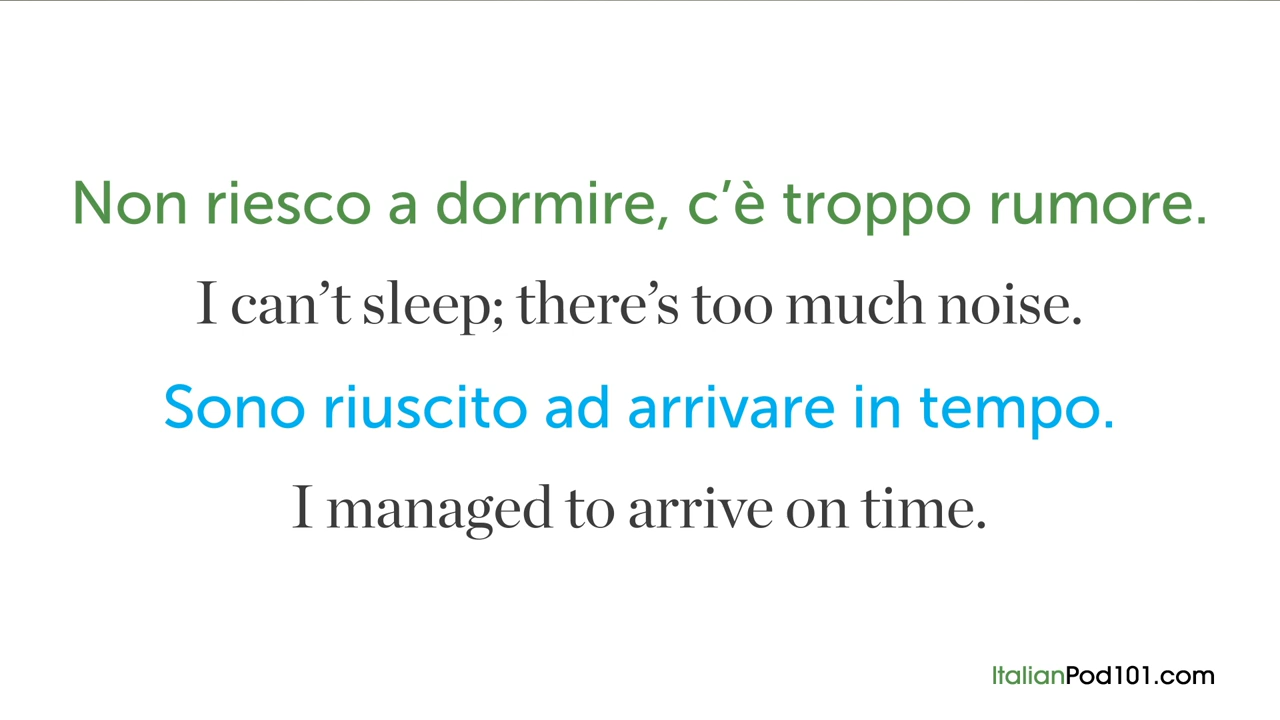 Non riesco a dormire, c’è troppo rumore.
I can’t sleep; there’s too much noise.
Sono riuscito ad arrivare in tempo.
I managed to arrive on time.
ItalianPod101.com